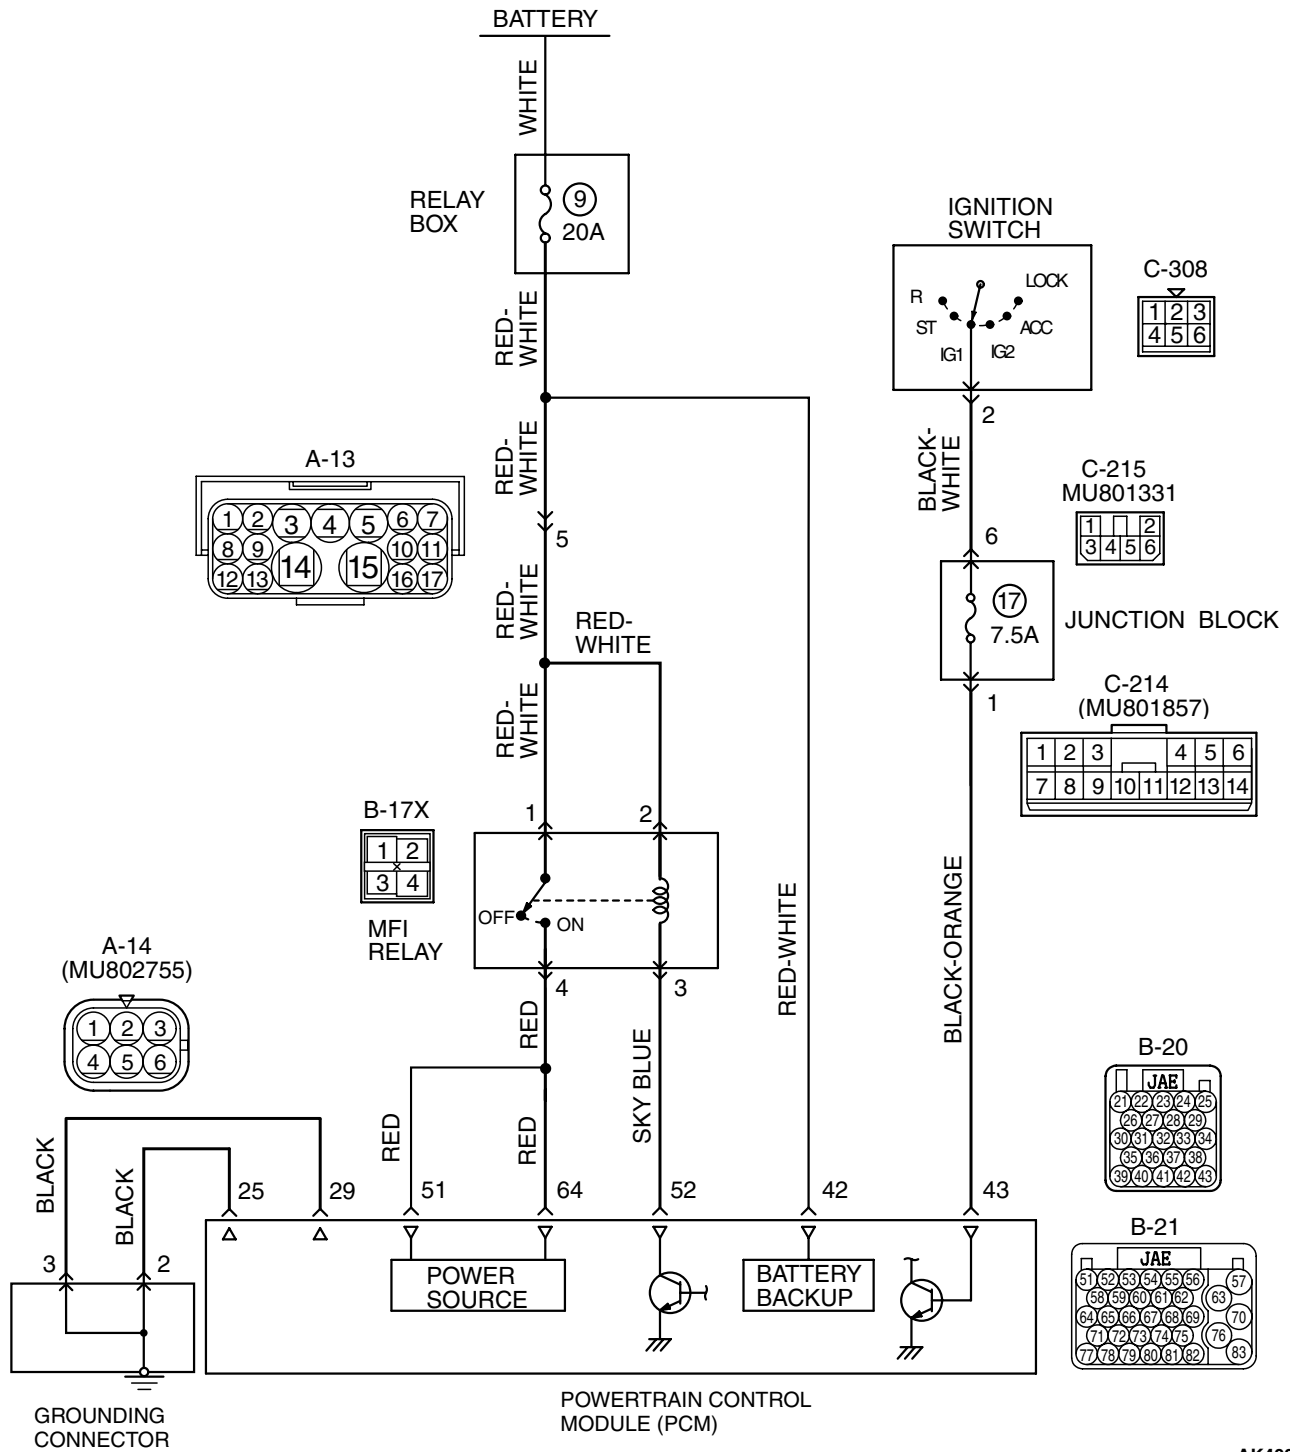 BATTERY
WHITE
RELAY
BOX
9
20A
IGNITION
SWITCH
R
ST
IG1
IG2
ACC
LOCK
C-308
1 2 3
4 5 6
RED-
WHITE
2
BLACK-
WHITE
RED-
WHITE
5
A-13
1 2 3 4 5 6 7
8 9 10 11
14 15
12 13 16 17
C-215
MU801331
1 2
3 4 5 6
6
17
7.5A
JUNCTION BLOCK
1
RED-
WHITE
RED-
WHITE
RED-
WHITE
C-214
(MU801857)
1 2 3 4 5 6
7 8 9 10 11 12 13 14
B-17X
1 2
3 4
MFI
RELAY
1
2
OFF
ON
4
3
A-14
(MU802755)
1 2 3
4 5 6
RED
SKY BLUE
RED-WHITE
BLACK-ORANGE
RED
RED
BLACK
BLACK
B-20
JAE
21 22 23 24 25
26 27 28 29
30 31 32 33 34
35 36 37 38
39 40 41 42 43
25
29
51
64
52
42
43
3
2
POWER
SOURCE
BATTERY
BACKUP
B-21
JAE
51 52 53 54 55 56 57
58 59 60 61 62 63
64 65 66 67 68 69 70
71 72 73 74 75 76
77 78 79 80 81 82 83
GROUNDING
CONNECTOR
POWERTRAIN CONTROL
MODULE (PCM)